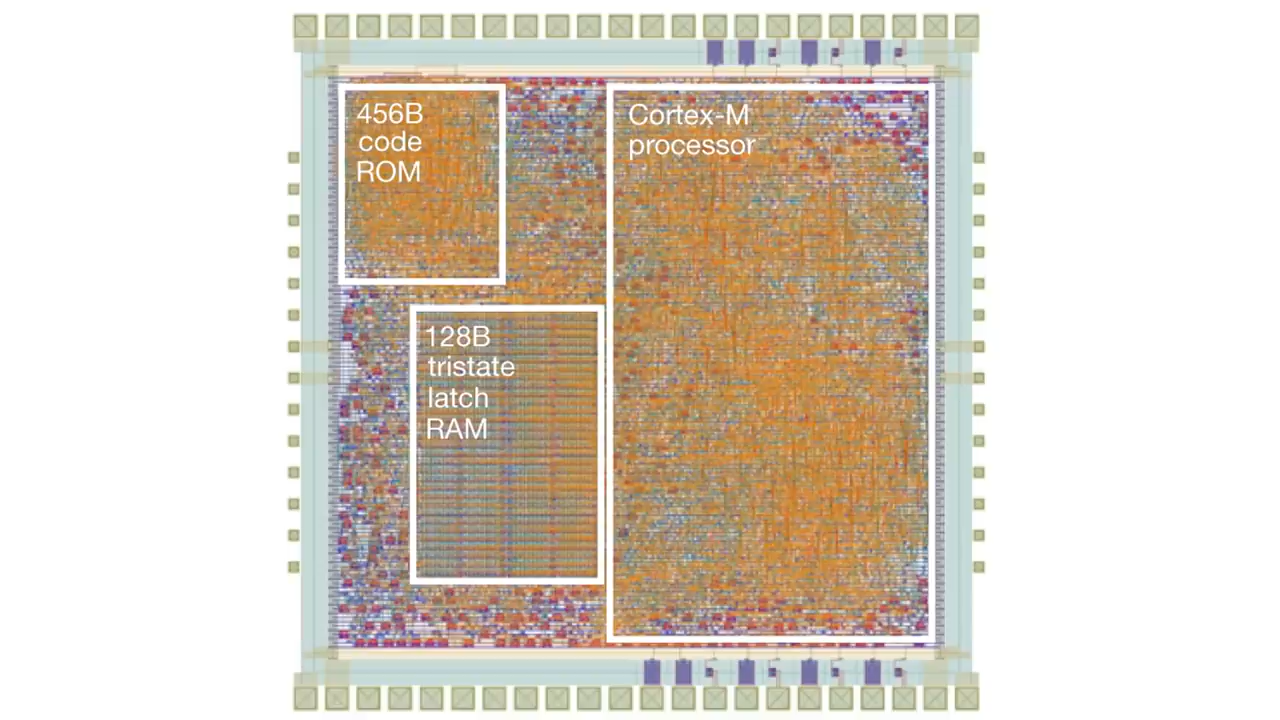 456B
code
ROM
Cortex-M
processor
128B
tristate
latch
RAM